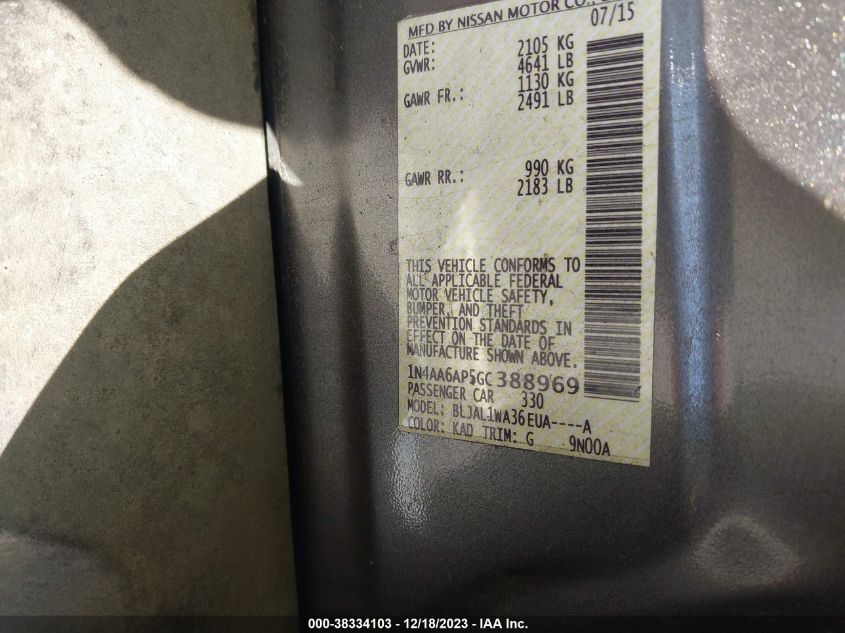 MFD BY NISSAN MOTOR CO.,
07/15
DATE: 2105 KG
GVWR: 4641 LB
1130 KG
GAWR FR.: 2491 LB
990 KG
GAWR RR.: 2183 LB
THIS VEHICLE CONFORMS TO
ALL APPLICABLE FEDERAL
MOTOR VEHICLE SAFETY,
BUMPER, AND THEFT
PREVENTION STANDARDS IN
EFFECT ON THE DATE OF
MANUFACTURE SHOWN ABOVE.
1N4AA6AP5GC388969
PASSENGER CAR 330
MODEL: BLJAL1WA36EUA----A
COLOR: KAD TRIM: G 9N00A
000-38334103 - 12/18/2023 - IAA Inc.